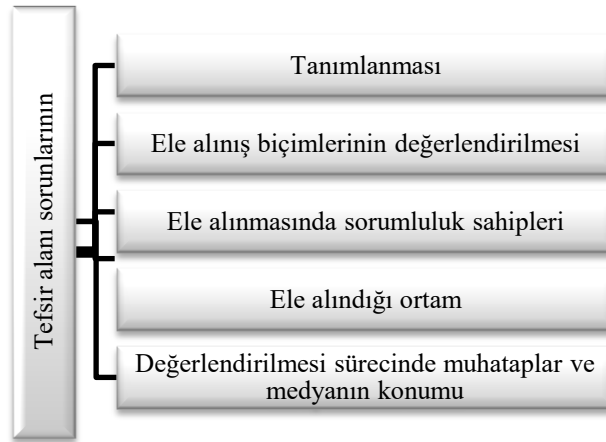 Tefsir alanı sorunlarının
Tanımlanması
Ele alınış biçimlerinin değerlendirilmesi
Ele alınmasında sorumluluk sahipleri
Ele alındığı ortam
Değerlendirilmesi sürecinde muhataplar ve
medyanın konumu